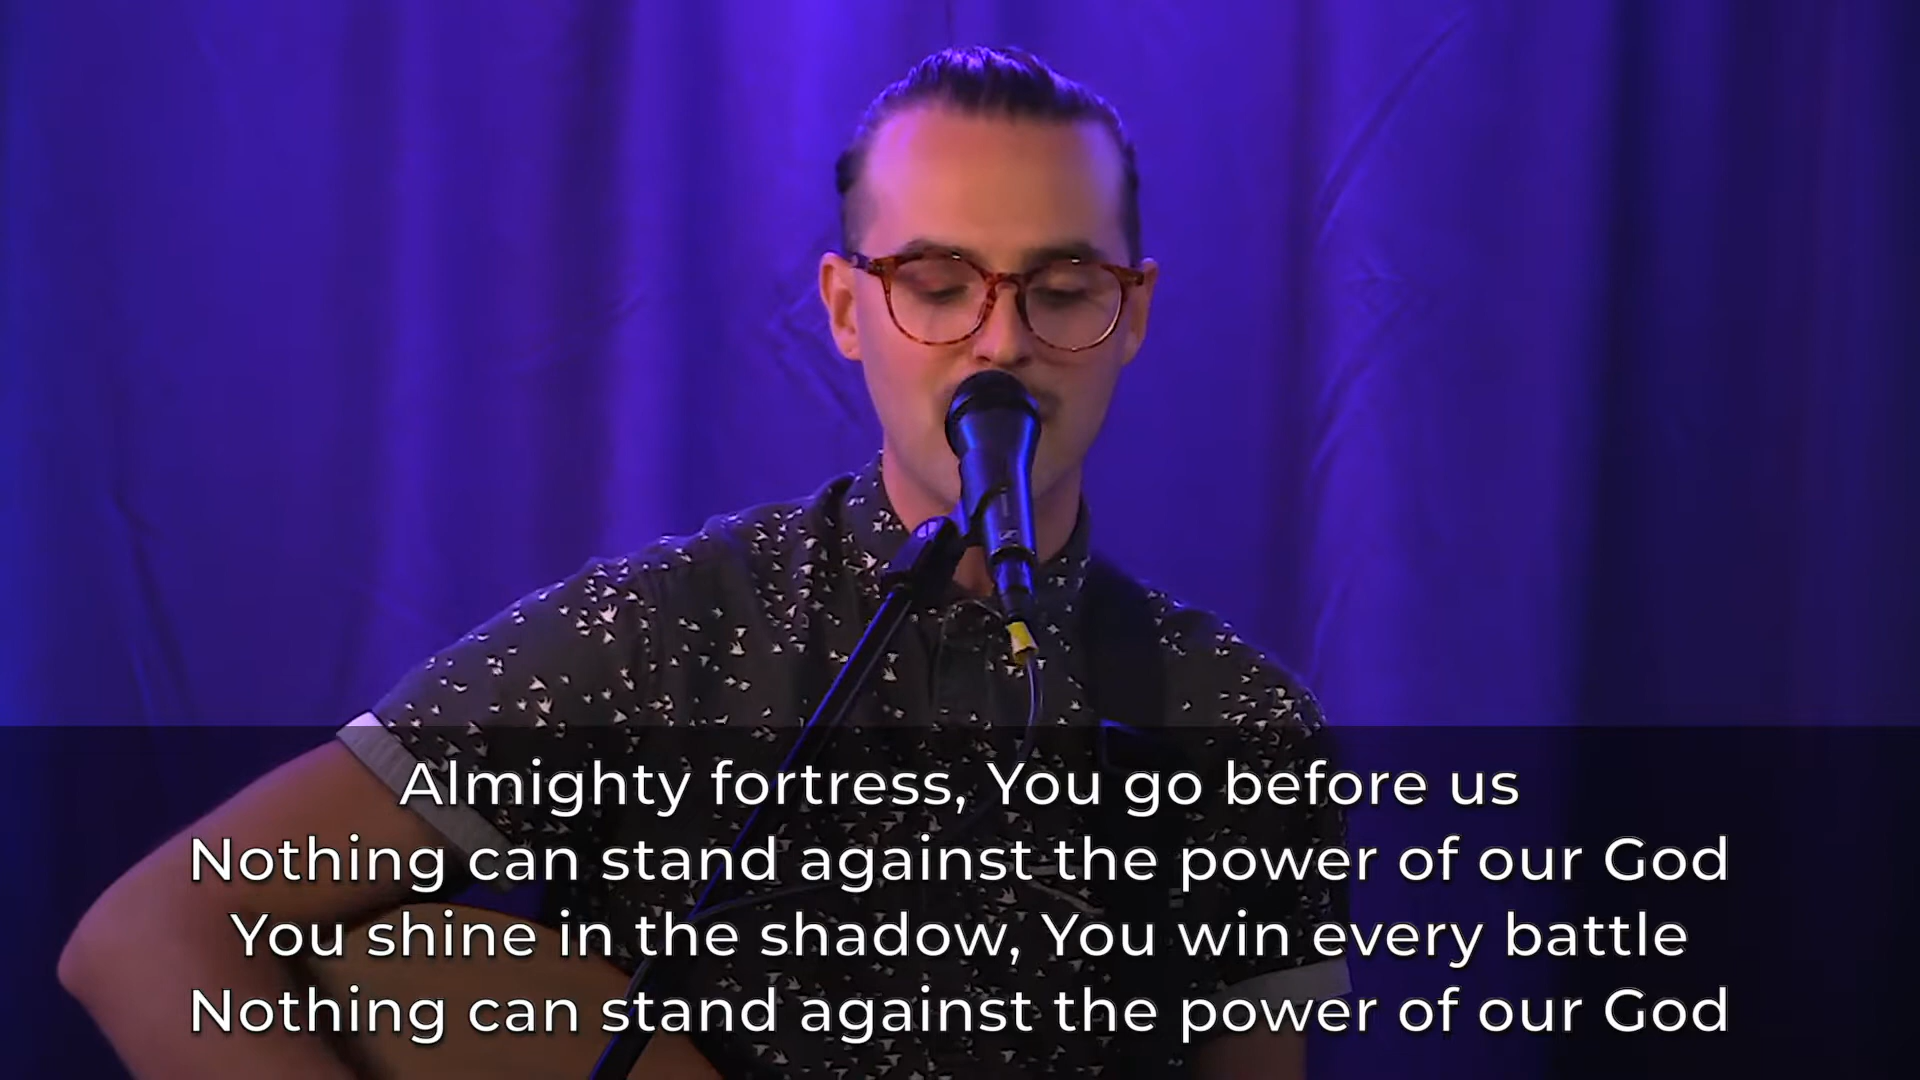 Almighty fortress, You go before us
Nothing can stand against the power of our God
You shine in the shadow, You win every battle
Nothing can stand against the power of our God